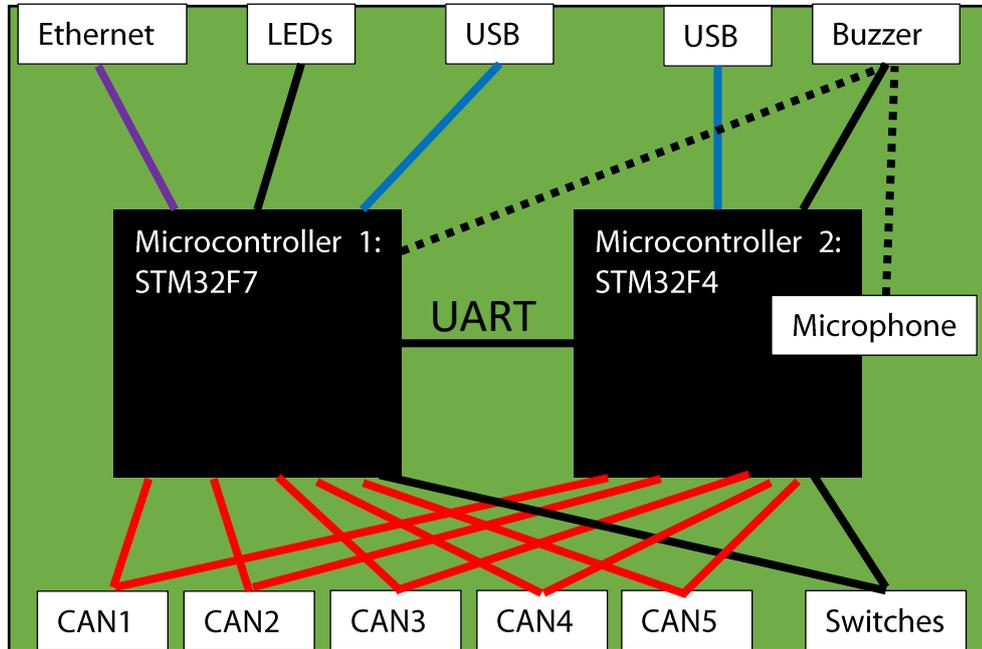 Ethernet
LEDs
USB
USB
Buzzer
Microcontroller 1:
STM32F7
Microcontroller 2:
STM32F4
UART
Microphone
CAN1
CAN2
CAN3
CAN4
CAN5
Switches